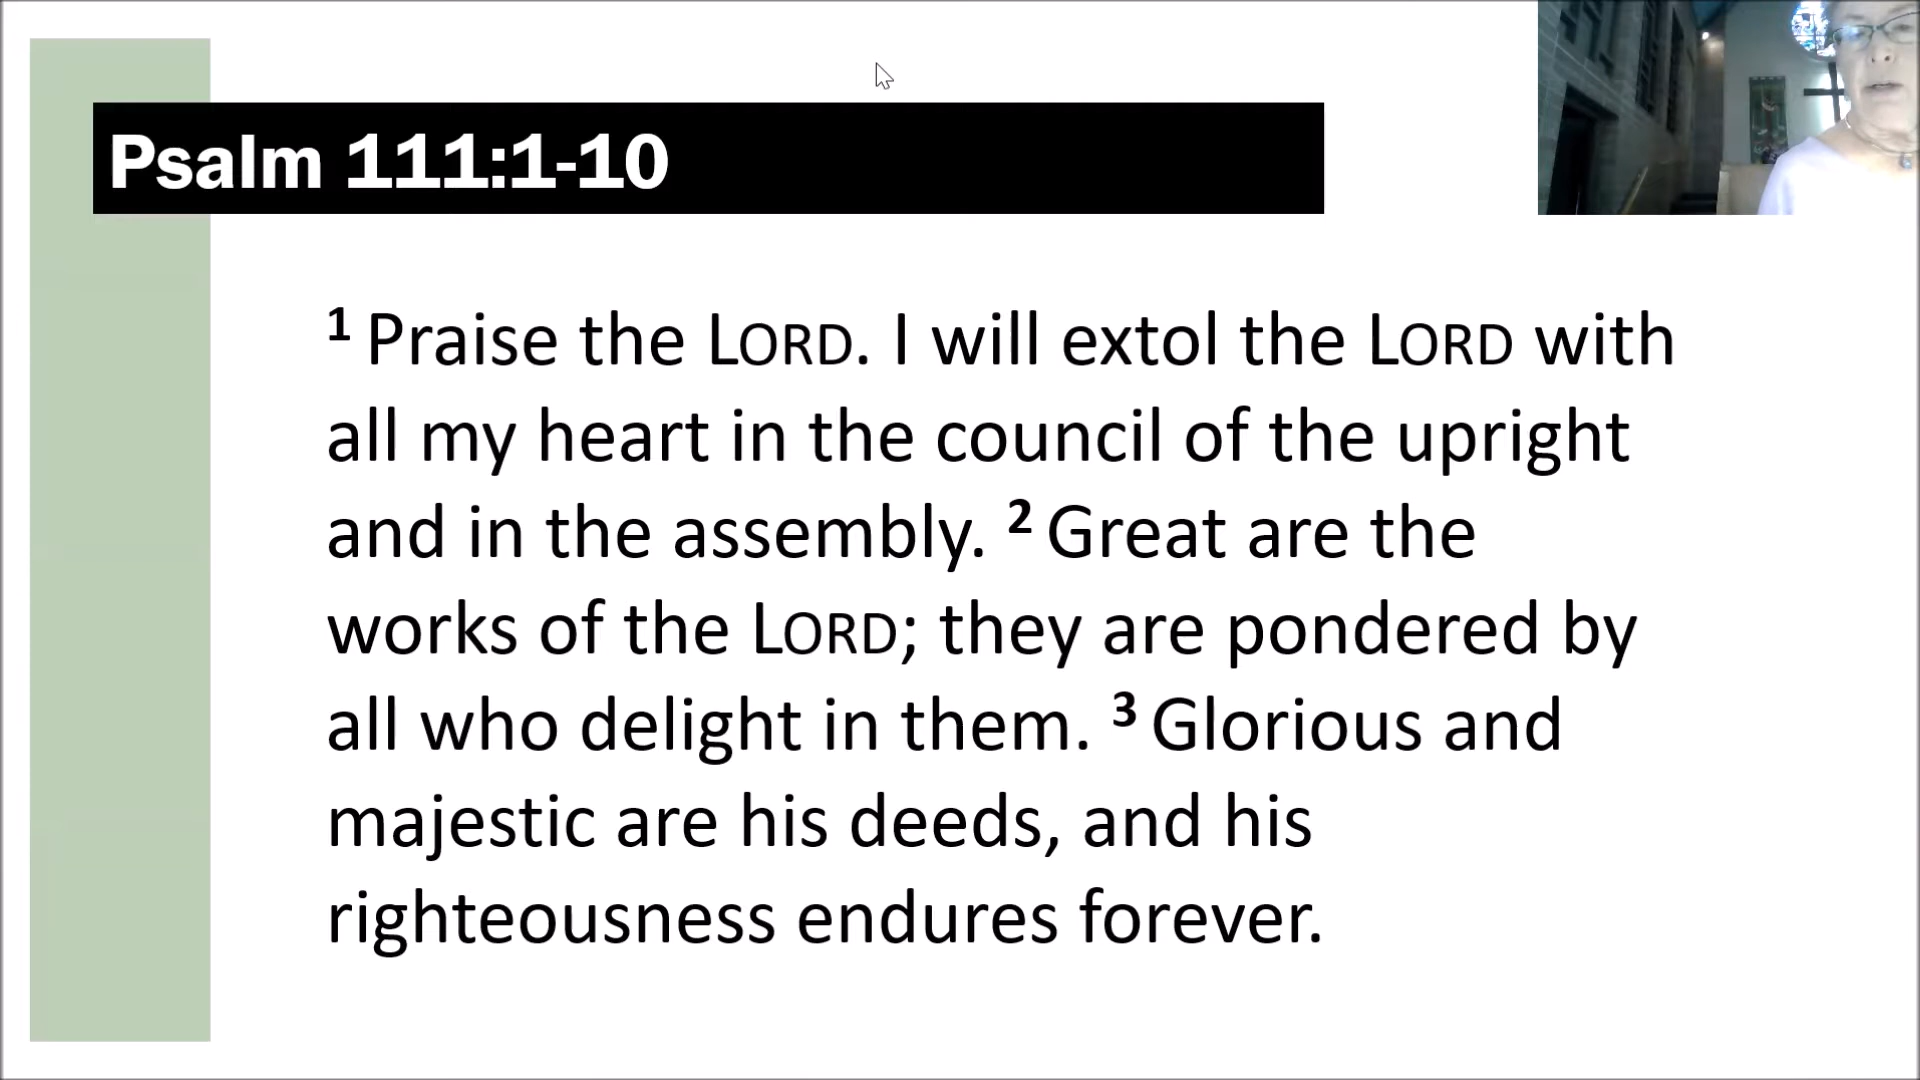 Psalm 111:1-10
1 Praise the LORD. I will extol the LORD with
all my heart in the council of the upright
and in the assembly. 2 Great are the
works of the LORD; they are pondered by
all who delight in them. 3 Glorious and
majestic are his deeds, and his
righteousness endures forever.